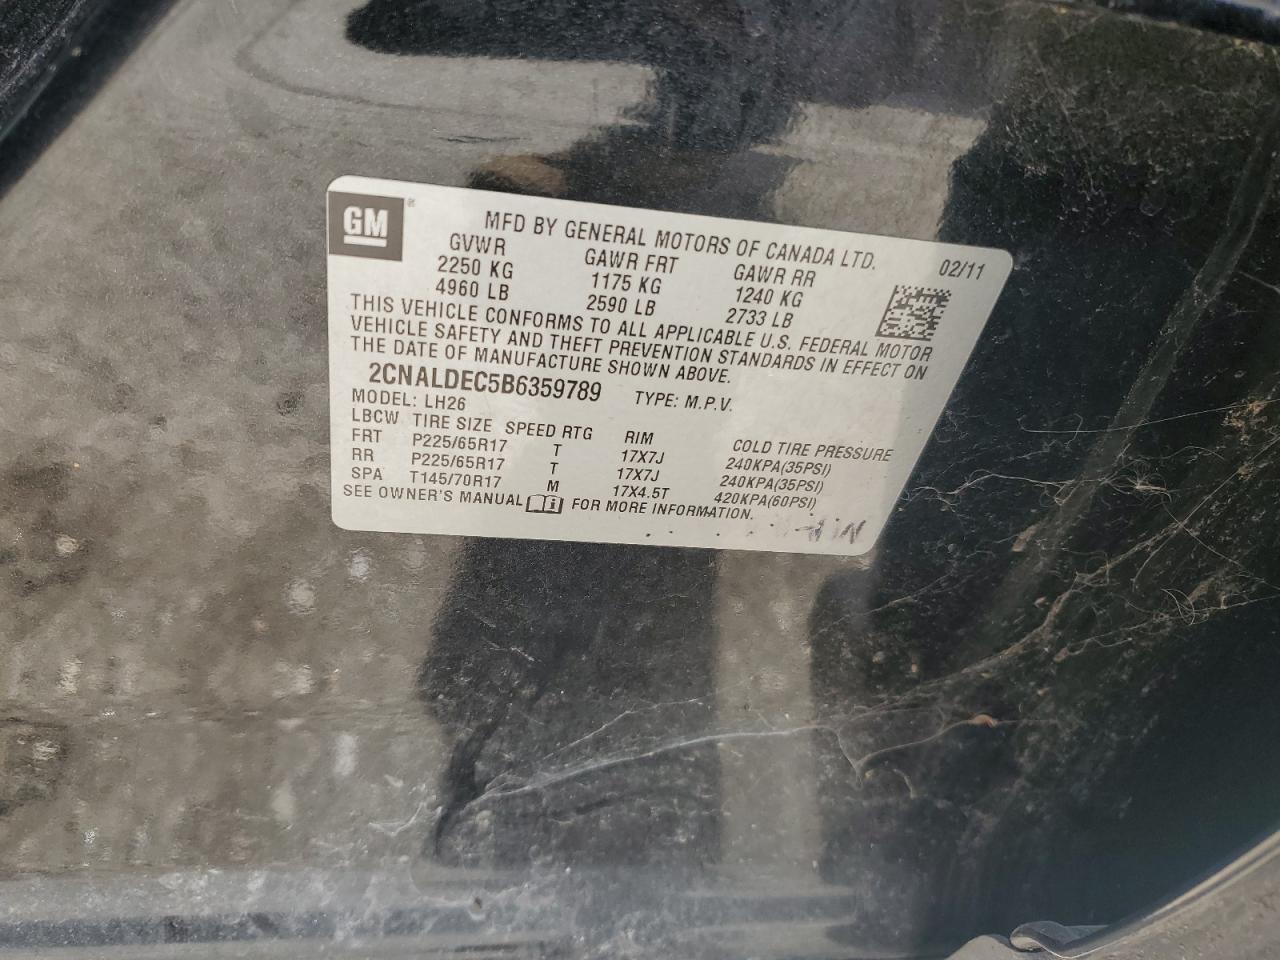 GM®
MFD BY GENERAL MOTORS OF CANADA LTD.
GVWR GAWR FRT GAWR RR 02/11
2250 KG 1175 KG 1240 KG
4960 LB 2590 LB 2733 LB
THIS VEHICLE CONFORMS TO ALL APPLICABLE U.S. FEDERAL MOTOR
VEHICLE SAFETY AND THEFT PREVENTION STANDARDS IN EFFECT ON
THE DATE OF MANUFACTURE SHOWN ABOVE.
2CNALDEC5B6359789 TYPE: M.P.V.
MODEL: LH26
LBCW TIRE SIZE SPEED RTG RIM COLD TIRE PRESSURE
FRT P225/65R17 T 17X7J 240KPA(35PSI)
RR P225/65R17 T 17X7J 240KPA(35PSI)
SPA T145/70R17 M 17X4.5T 420KPA(60PSI)
SEE OWNER'S MANUAL FOR MORE INFORMATION.